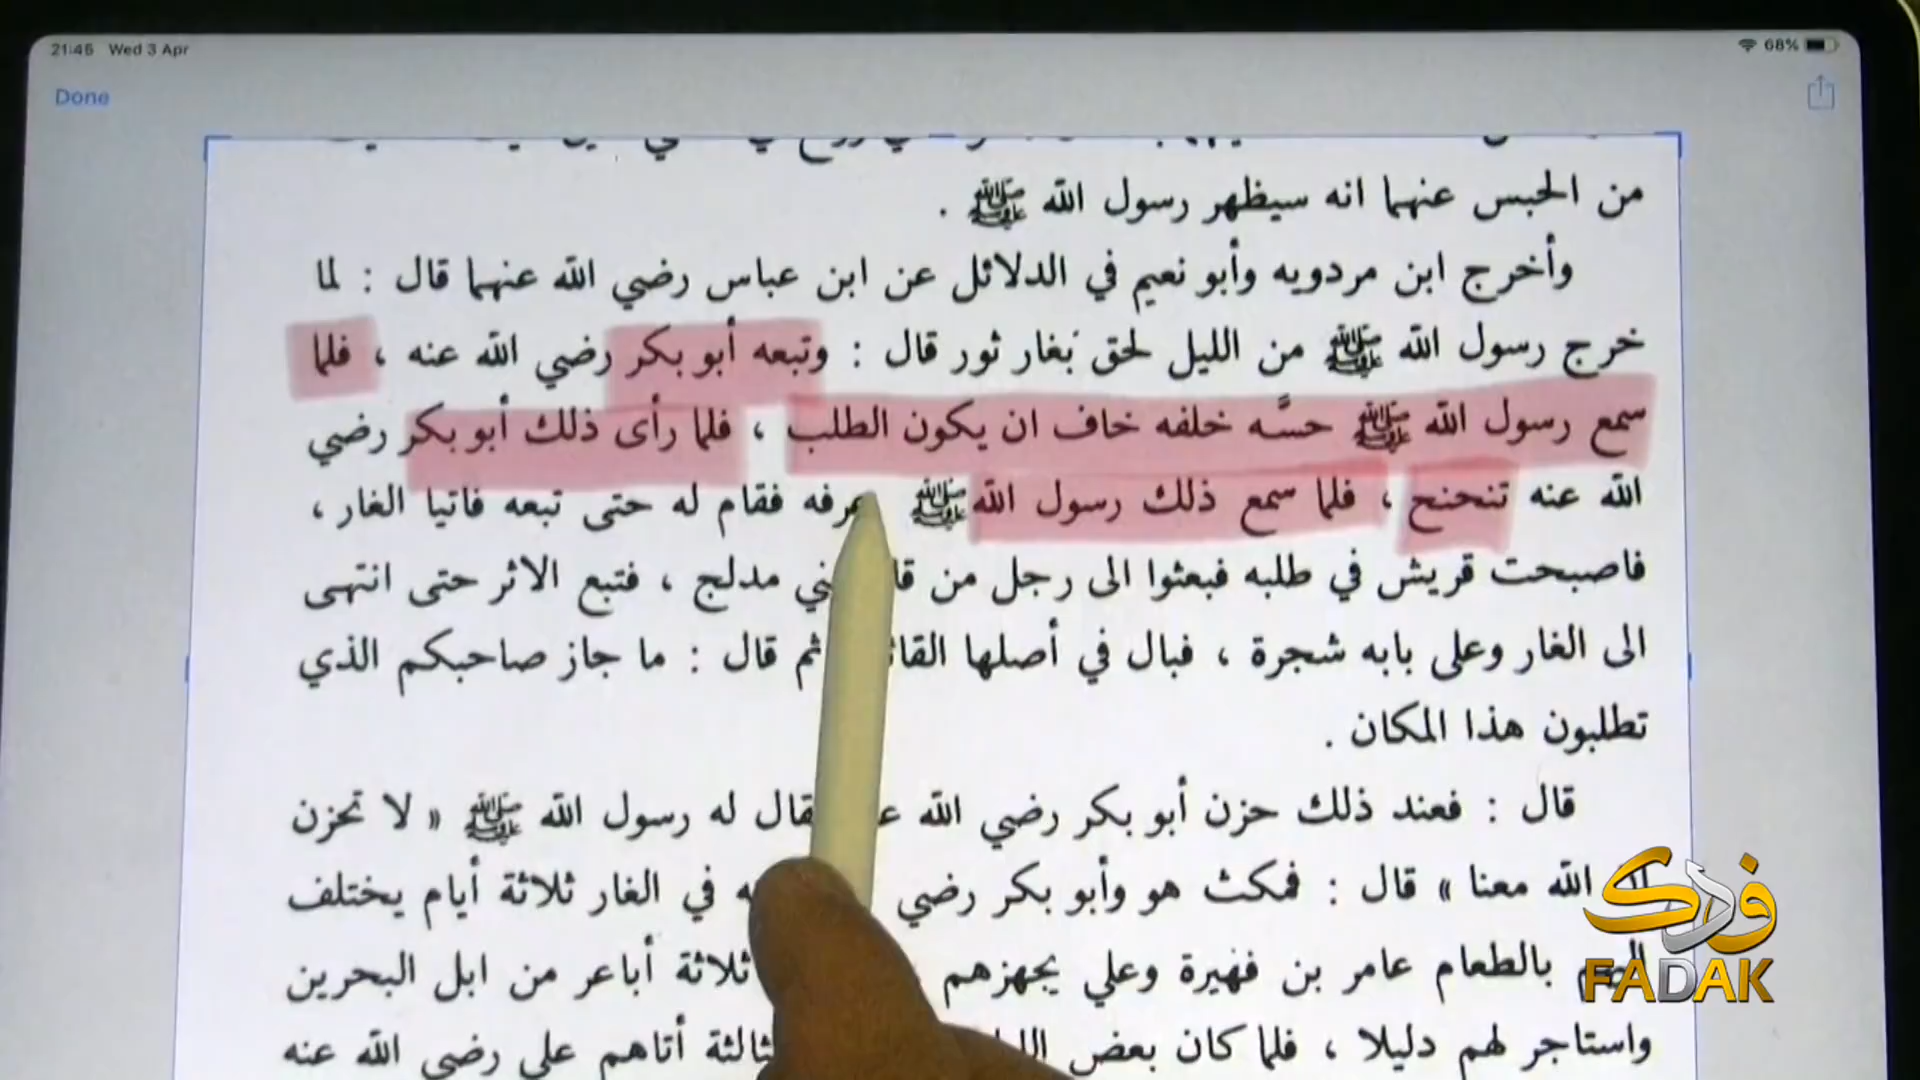 21:45 Wed 3 Apr
68%
Done
من الحبس عنهما انه سيظهر رسول الله ﷺ .
وأخرج ابن مردويه وأبو نعيم في الدلائل عن ابن عباس رضي الله عنهما قال : لما
خرج رسول الله ﷺ من الليل لحق بغار ثور قال : وتبعه أبو بكر رضي الله عنه ، فلما
سمع رسول الله ﷺ حسَّه خلفه خاف ان يكون الطلب ، فلما رأى ذلك أبو بكر رضي
الله عنه تنحنح ، فلما سمع ذلك رسول الله ﷺ عرفه فقام له حتى تبعه فاتيا الغار ،
فاصبحت قريش في طلبه فبعثوا الى رجل من مدلج ، فتبع الاثر حتى انتهى
الى الغار وعلى بابه شجرة ، فبال في أصلها ثم قال : ما جاز صاحبكم الذي
تطلبون هذا المكان .
قال : فعند ذلك حزن أبو بكر رضي الله فقال له رسول الله ﷺ « لا تحزن
الله معنا » قال : فمكث هو وأبو بكر رضي في الغار ثلاثة أيام يختلف
بالطعام عامر بن فهيرة وعلي يجهزهم ثلاثة أباعر من ابل البحرين
واستاجر لهم دليلا ، فلما كان بعض أتاهم علي رضي الله عنه
فدك
FADAK